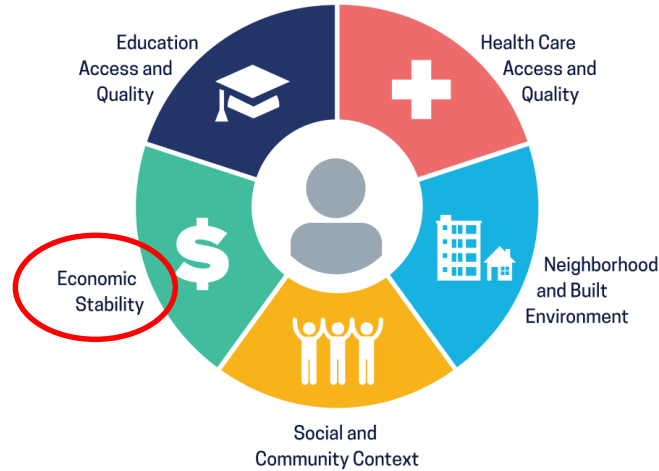 Education
Access and
Quality
Health Care
Access and
Quality
$
Economic
Stability
Neighborhood
and Built
Environment
Social and
Community Context